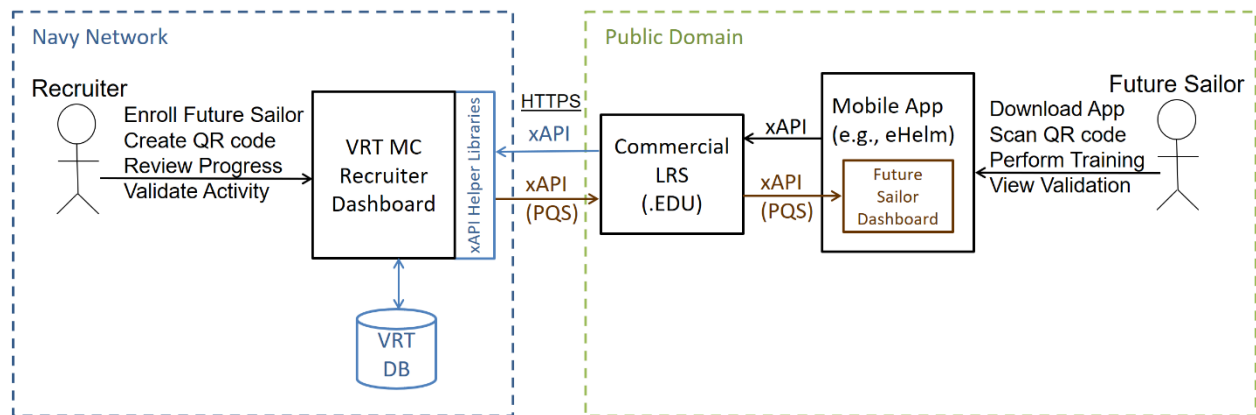 Navy Network
Public Domain
Recruiter
Enroll Future Sailor
Create QR code
Review Progress
Validate Activity
VRT MC
Recruiter
Dashboard
xAPI Helper Libraries
VRT
DB
HTTPS
xAPI
xAPI
(PQS)
Commercial
LRS
(.EDU)
xAPI
xAPI
(PQS)
Mobile App
(e.g., eHelm)
Future
Sailor
Dashboard
Future Sailor
Download App
Scan QR code
Perform Training
View Validation